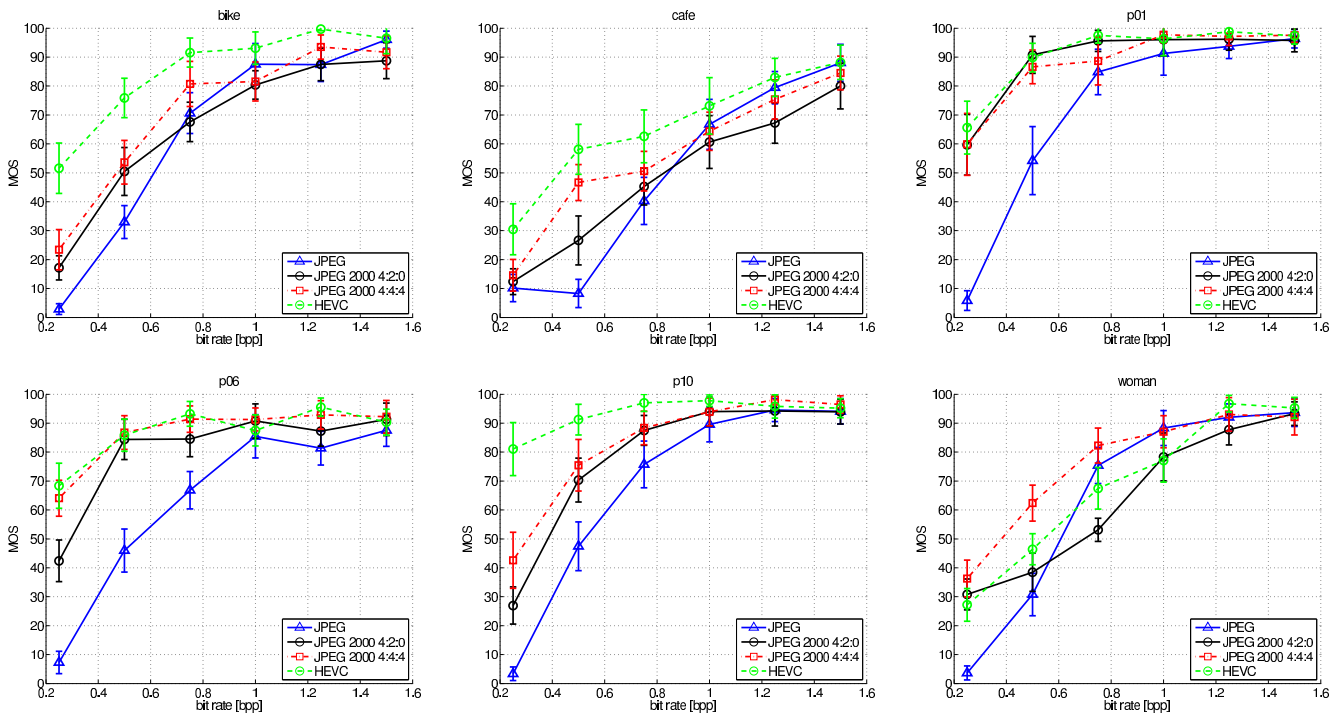 bike
100
90
80
70
60
50
40
30
20
10
0
MOS
0.2 0.4 0.6 0.8 1 1.2 1.4 1.6
bit rate [bpp]
JPEG
JPEG 2000 4:2:0
JPEG 2000 4:4:4
HEVC
cafe
100
90
80
70
60
50
40
30
20
10
0
MOS
0.2 0.4 0.6 0.8 1 1.2 1.4 1.6
bit rate [bpp]
JPEG
JPEG 2000 4:2:0
JPEG 2000 4:4:4
HEVC
p01
100
90
80
70
60
50
40
30
20
10
0
MOS
0.2 0.4 0.6 0.8 1 1.2 1.4 1.6
bit rate [bpp]
JPEG
JPEG 2000 4:2:0
JPEG 2000 4:4:4
HEVC
p06
100
90
80
70
60
50
40
30
20
10
0
MOS
0.2 0.4 0.6 0.8 1 1.2 1.4 1.6
bit rate [bpp]
JPEG
JPEG 2000 4:2:0
JPEG 2000 4:4:4
HEVC
p10
100
90
80
70
60
50
40
30
20
10
0
MOS
0.2 0.4 0.6 0.8 1 1.2 1.4 1.6
bit rate [bpp]
JPEG
JPEG 2000 4:2:0
JPEG 2000 4:4:4
HEVC
woman
100
90
80
70
60
50
40
30
20
10
0
MOS
0.2 0.4 0.6 0.8 1 1.2 1.4 1.6
bit rate [bpp]
JPEG
JPEG 2000 4:2:0
JPEG 2000 4:4:4
HEVC